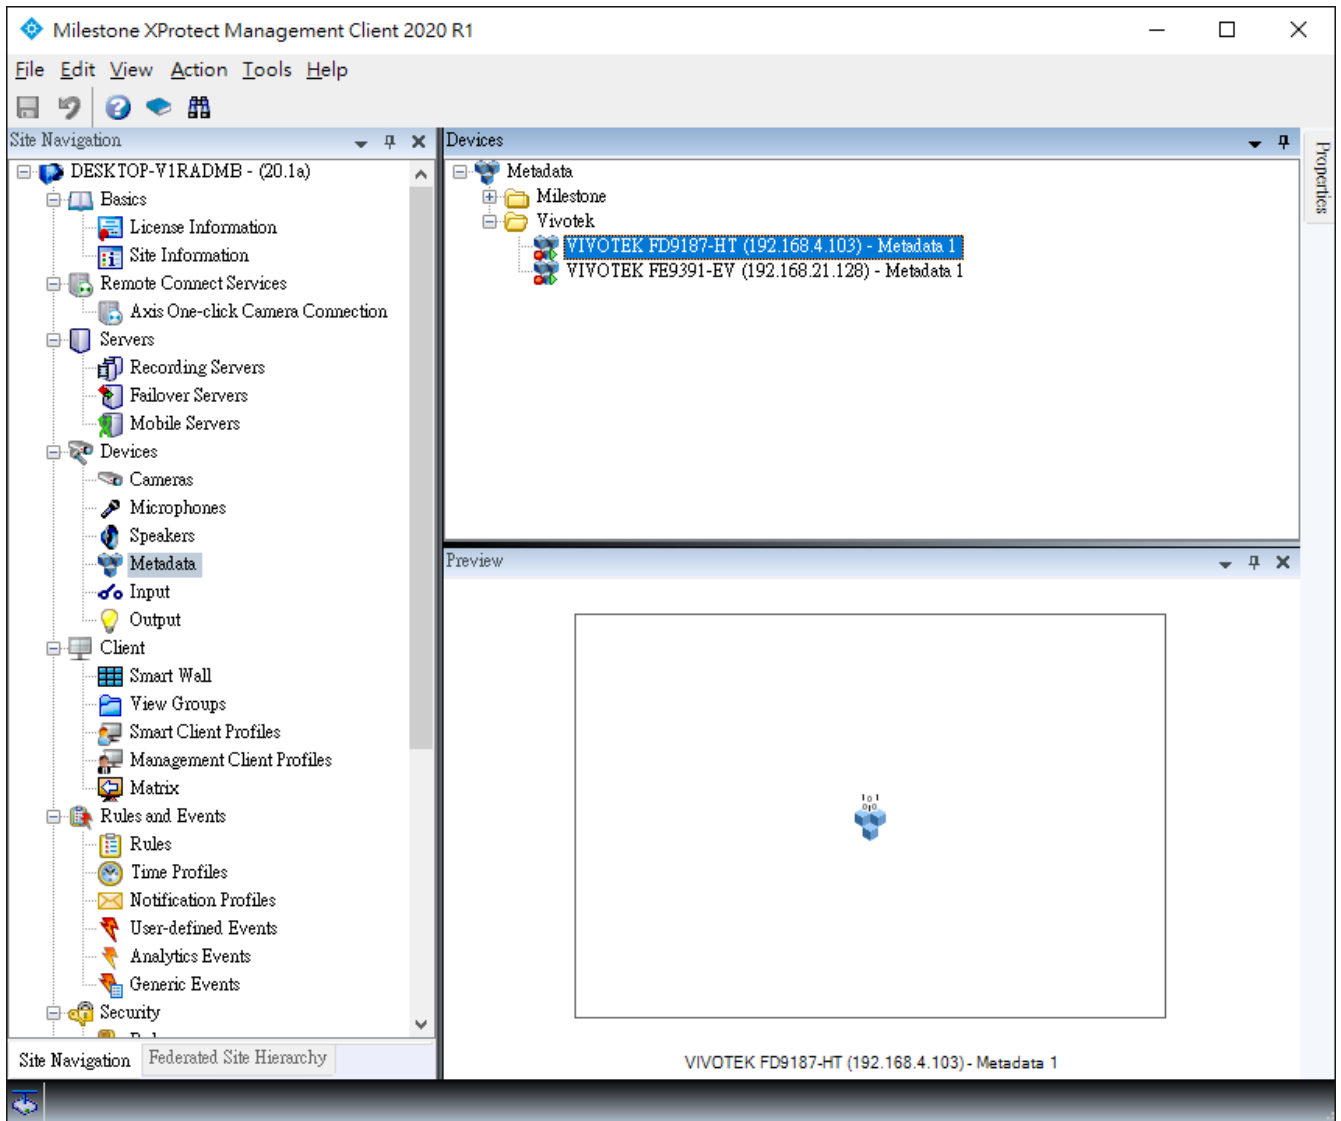 Milestone XProtect Management Client 2020 R1
File Edit View Action Tools Help
Site Navigation
DESKTOP-V1RADMB - (20.1a)
Basics
License Information
Site Information
Remote Connect Services
Axis One-click Camera Connection
Servers
Recording Servers
Failover Servers
Mobile Servers
Devices
Cameras
Microphones
Speakers
Metadata
Input
Output
Client
Smart Wall
View Groups
Smart Client Profiles
Management Client Profiles
Matrix
Rules and Events
Rules
Time Profiles
Notification Profiles
User-defined Events
Analytics Events
Generic Events
Security
Site Navigation
Federated Site Hierarchy
Devices
Metadata
Milestone
Vivotek
VIVOTEK FD9187-HT (192.168.4.103) - Metadata 1
VIVOTEK FE9391-EV (192.168.21.128) - Metadata 1
Properties
Preview
101
010
VIVOTEK FD9187-HT (192.168.4.103) - Metadata 1